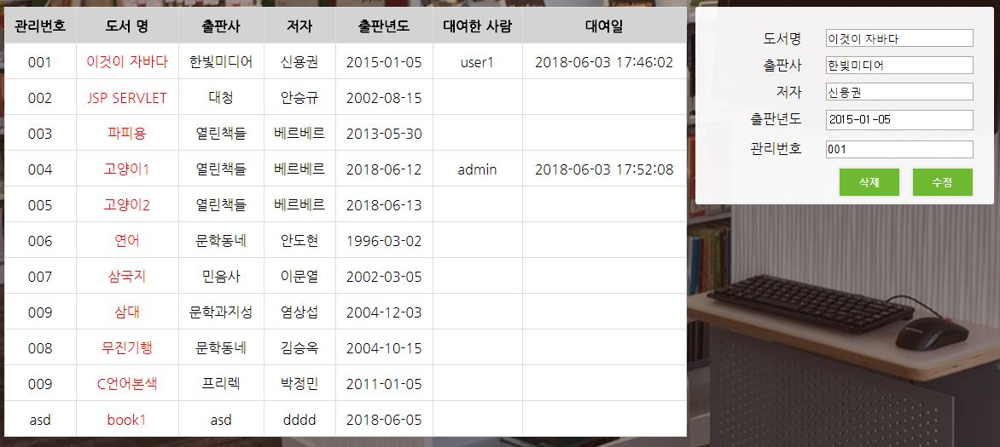 관리번호 도서 명 출판사 저자 출판년도 대여한 사람 대여일
001 이것이 자바다 한빛미디어 신용권 2015-01-05 user1 2018-06-03 17:46:02
002 JSP SERVLET 대청 안승규 2002-08-15
003 파피용 열린책들 베르베르 2013-05-30
004 고양이1 열린책들 베르베르 2018-06-12 admin 2018-06-03 17:52:08
005 고양이2 열린책들 베르베르 2018-06-13
006 연어 문학동네 안도현 1996-03-02
007 삼국지 민음사 이문열 2002-03-05
009 삼대 문학과지성 염상섭 2004-12-03
008 무진기행 문학동네 김승옥 2004-10-15
009 C언어본색 프리렉 박정민 2011-01-05
asd book1 asd dddd 2018-06-05
도서명 이것이 자바다
출판사 한빛미디어
저자 신용권
출판년도 2015-01-05
관리번호 001
삭제 수정